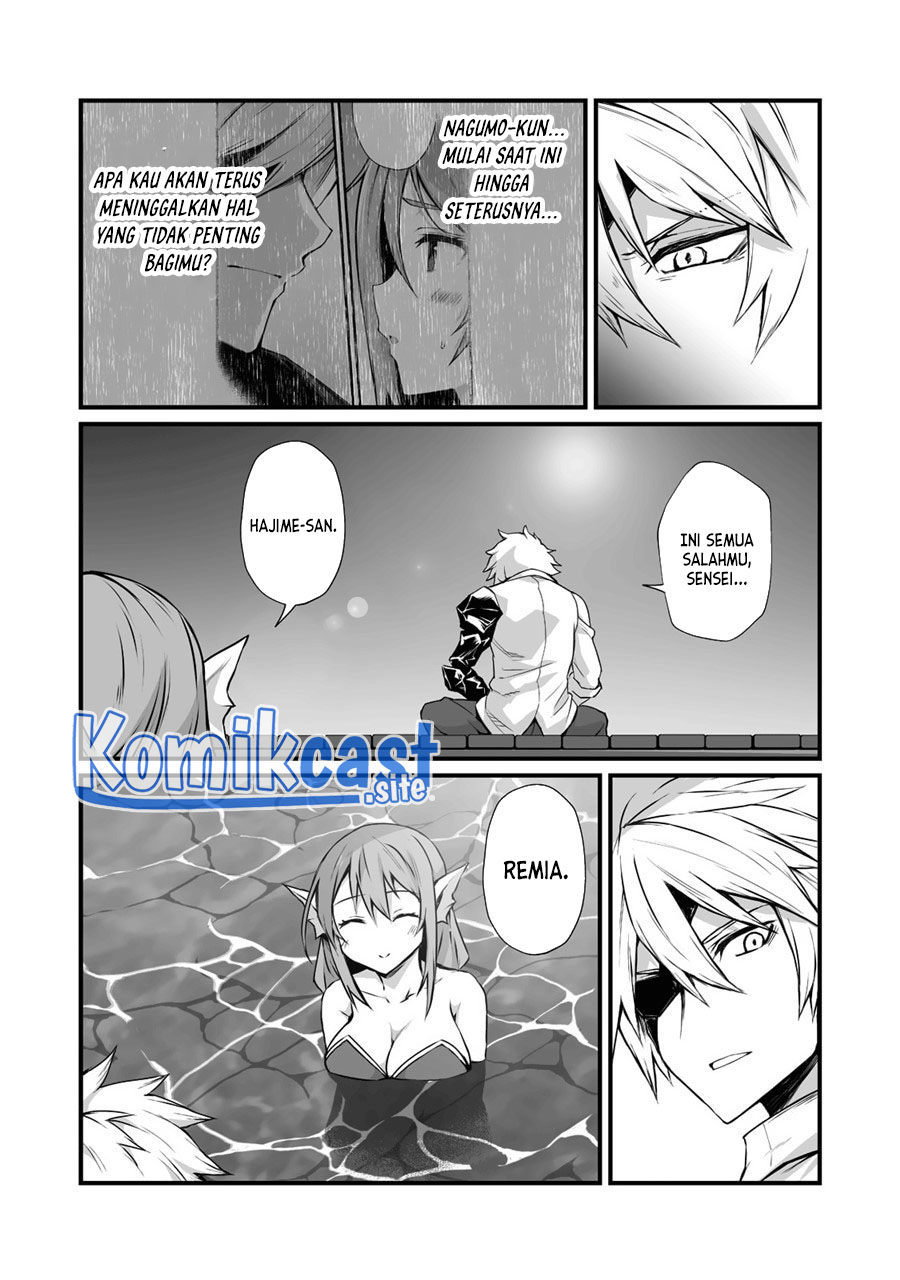 NAGUMO-KUN...
MULAI SAAT INI
HINGGA
SETERUSNYA...
APA KAU AKAN TERUS
MENINGGALKAN HAL
YANG TIDAK PENTING
BAGIMU?
INI SEMUA
SALAHMU,
SENSEI...
HAJIME-SAN.
Komikcast
.site
REMIA.